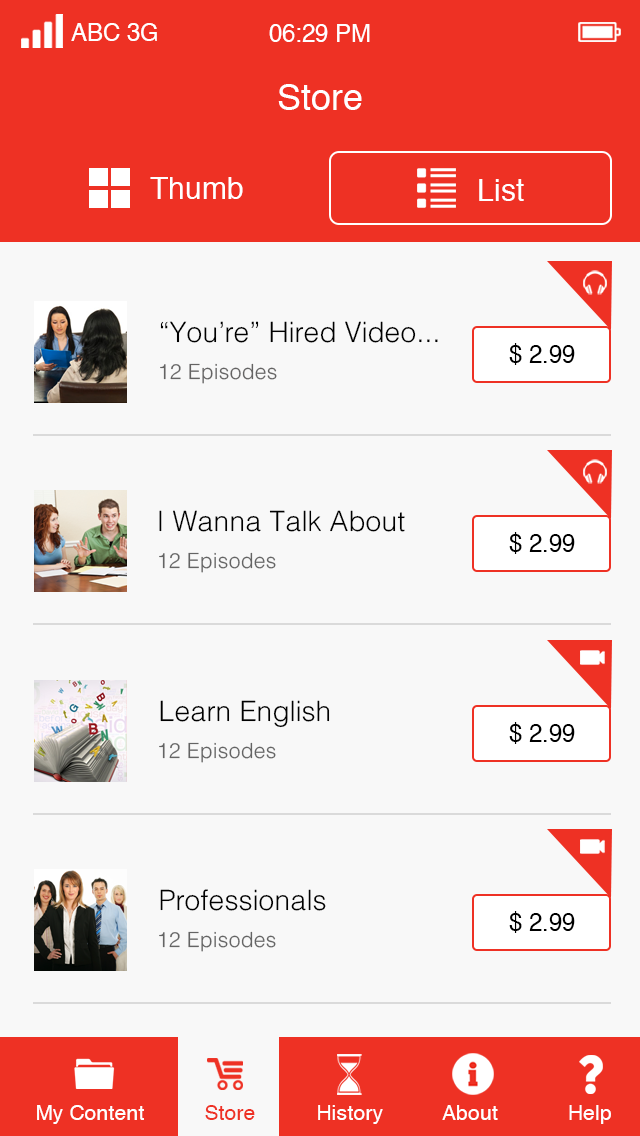 ABC 3G 06:29 PM
Store
Thumb List
“You’re” Hired Video...
12 Episodes
$ 2.99
I Wanna Talk About
12 Episodes
$ 2.99
Learn English
12 Episodes
$ 2.99
Professionals
12 Episodes
$ 2.99
My Content Store History About Help